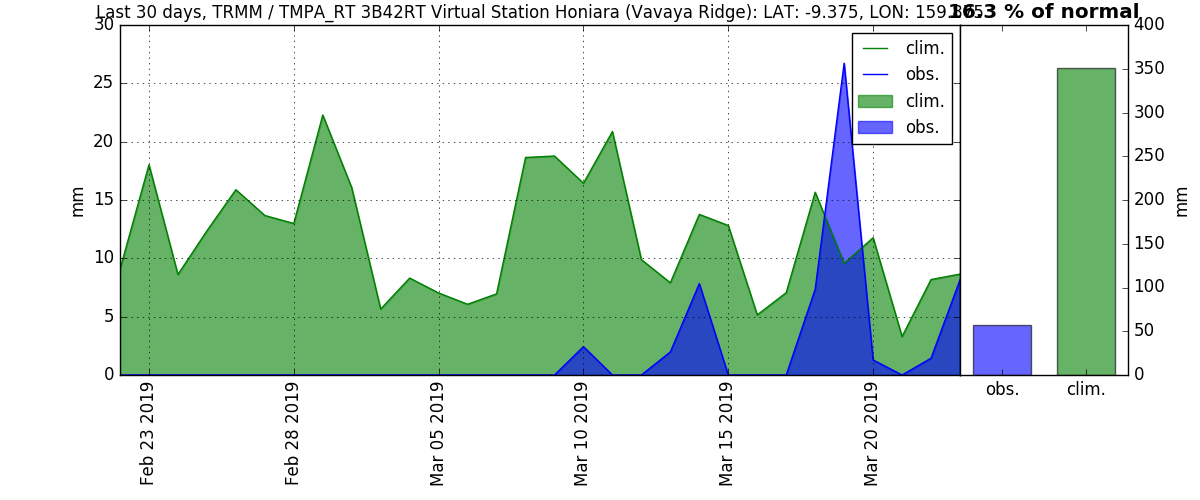 Last 30 days, TRMM / TMPA_RT 3B42RT Virtual Station Honiara (Vavaya Ridge): LAT: -9.375, LON:
16.3 % of normal
30
25
20
15
10
5
0
mm
clim.
obs.
clim.
obs.
Feb 23 2019
Feb 28 2019
Mar 05 2019
Mar 10 2019
Mar 15 2019
Mar 20 2019
400
350
300
250
200
150
100
50
0
mm
obs.
clim.